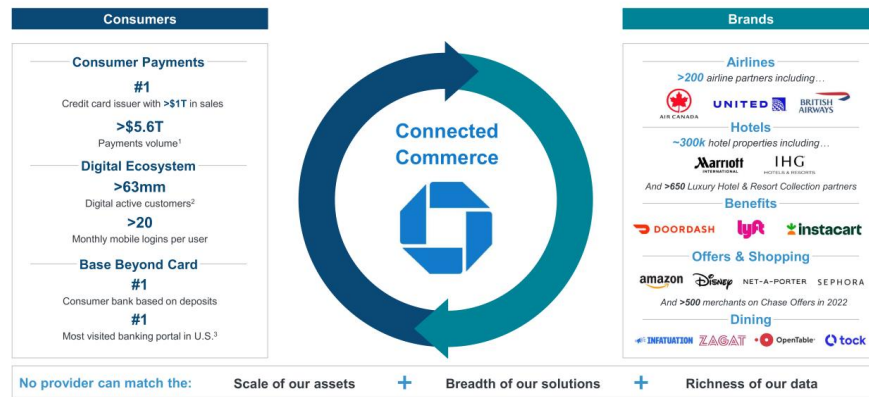 Consumers
Consumer Payments
#1
Credit card issuer with >$1T in sales
>$5.6T
Payments volume¹
Digital Ecosystem
>63mm
Digital active customers²
>20
Monthly mobile logins per user
Base Beyond Card
#1
Consumer bank based on deposits
#1
Most visited banking portal in U.S.³
Connected
Commerce
Brands
Airlines
>200 airline partners including…
AIR CANADA
UNITED
BRITISH
AIRWAYS
Hotels
~300k hotel properties including…
Marriott
INTERNATIONAL
IHG
HOTELS & RESORTS
And >650 Luxury Hotel & Resort Collection partners
Benefits
DOORDASH
lyft
instacart
Offers & Shopping
amazon
Disney
NET-A-PORTER
SEPHORA
And >500 merchants on Chase Offers in 2022
Dining
INFATUATION
ZAGAT
OpenTable
tock
No provider can match the: Scale of our assets + Breadth of our solutions + Richness of our data